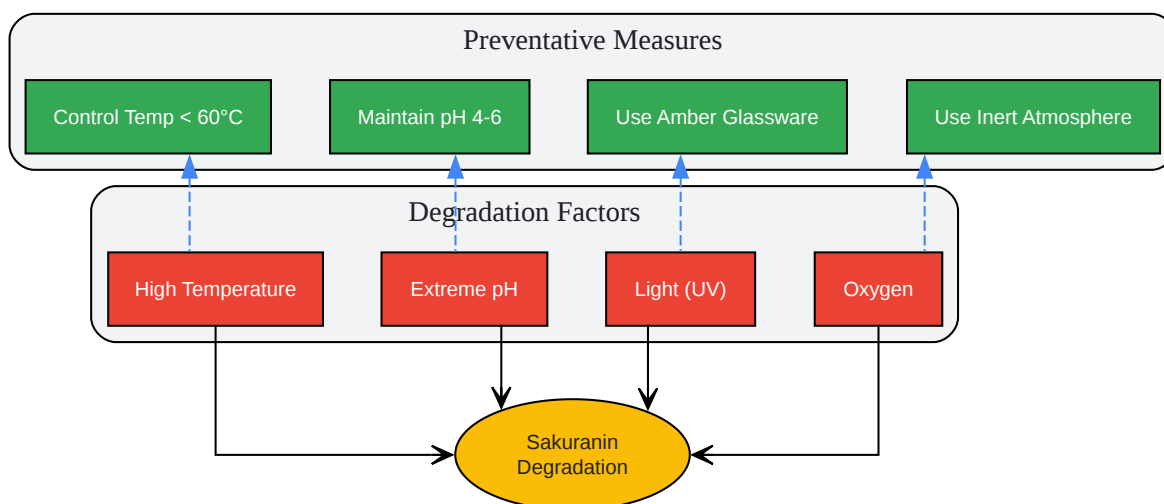 Preventative Measures
Control Temp < 60°C
Maintain pH 4-6
Use Amber Glassware
Use Inert Atmosphere
Degradation Factors
High Temperature
Extreme pH
Light (UV)
Oxygen
Sakuranin
Degradation